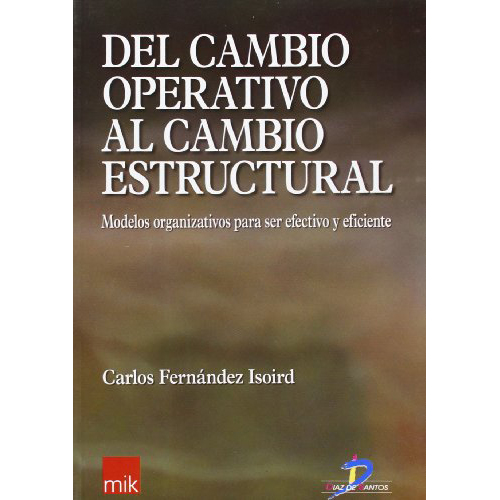 DEL CAMBIO
OPERATIVO
AL CAMBIO
ESTRUCTURAL
Modelos organizativos para ser efectivo y eficiente
Carlos Fernández Isoird
mik
DIAZ DE SANTOS